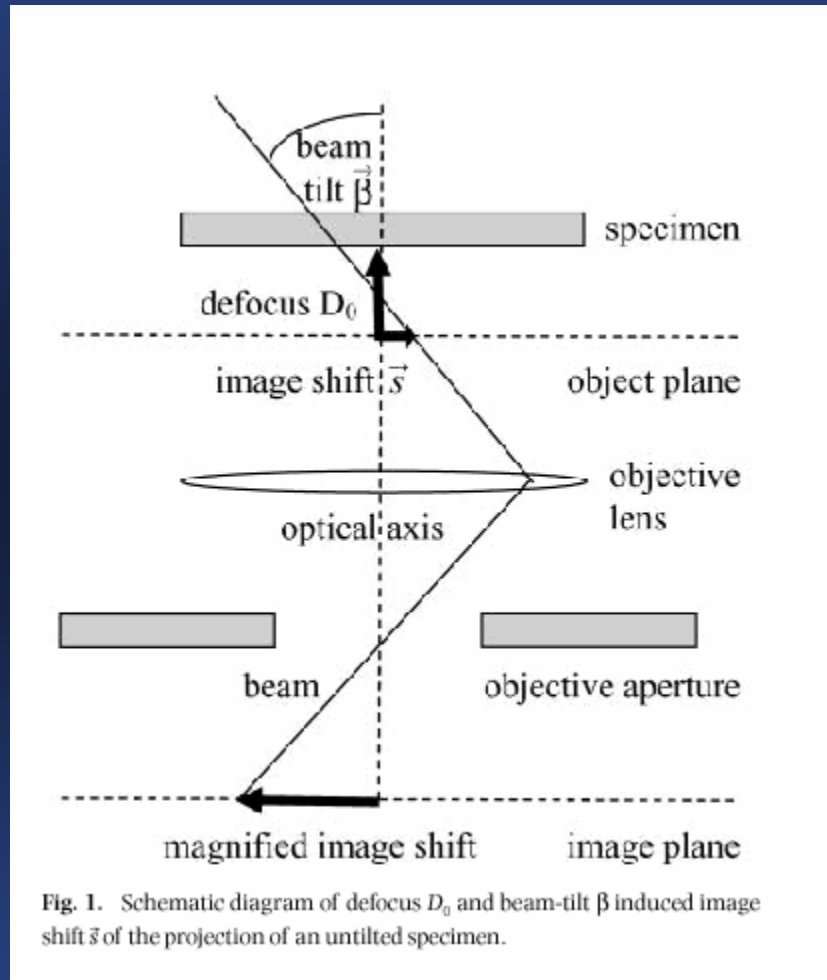 beam
tilt β⃗
specimen
defocus D₀
image shift s⃗
object plane
objective
lens
optical axis
beam
objective aperture
magnified image shift
image plane
Fig. 1. Schematic diagram of defocus D₀ and beam-tilt β induced image
shift s⃗ of the projection of an untilted specimen.